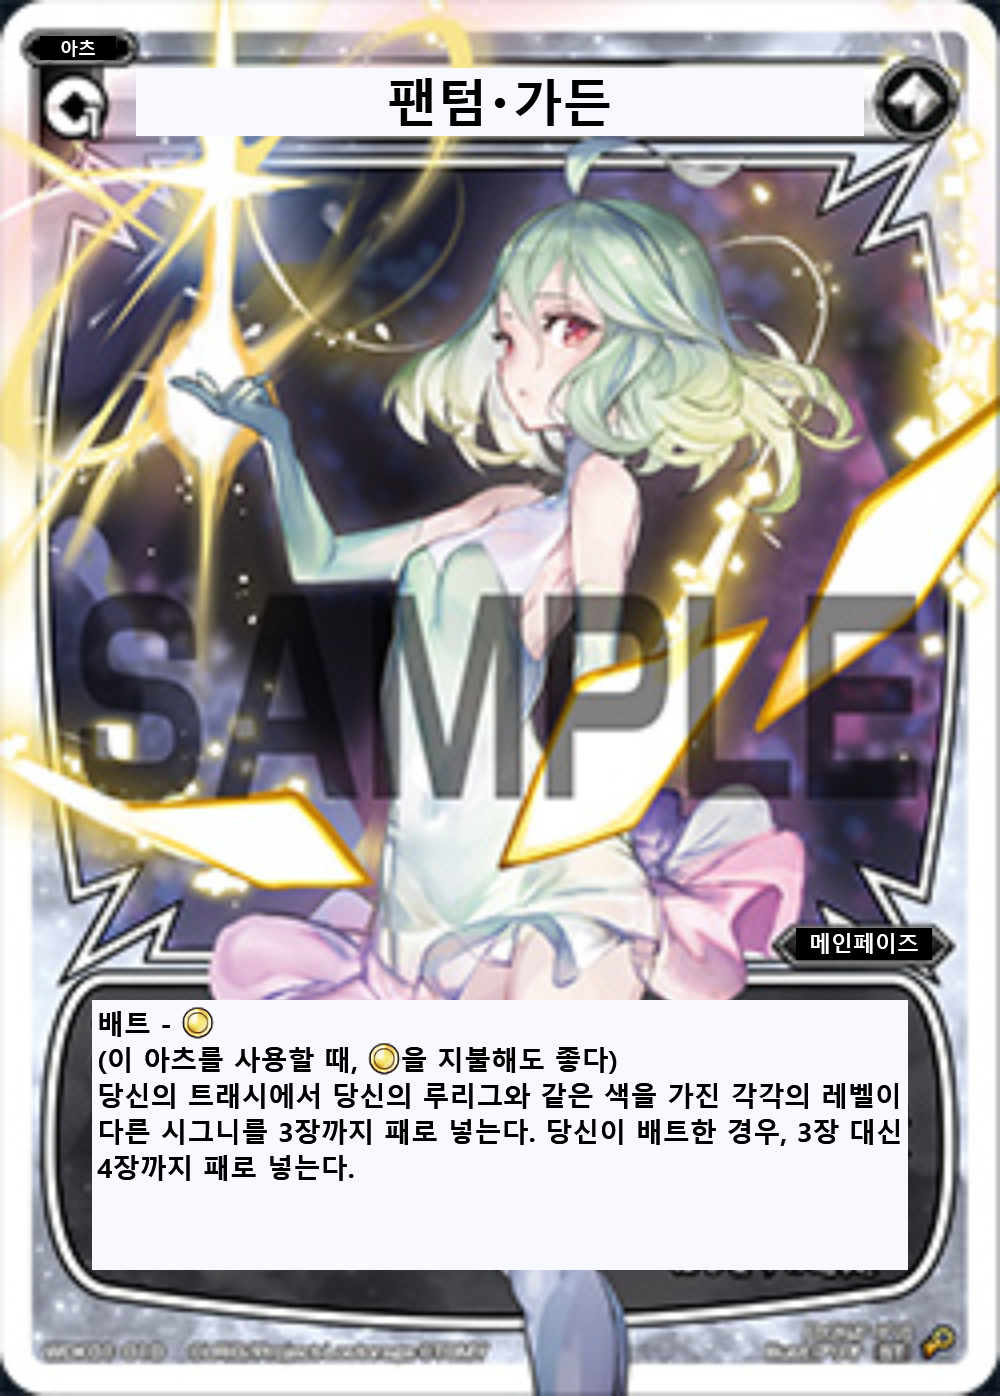 아츠
팬텀·가든
1
SAMPLE
메인페이즈
배트 -
(이 아츠를 사용할 때, 을 지불해도 좋다)
당신의 트래시에서 당신의 루리그와 같은 색을 가진 각각의 레벨이
다른 시그니를 3장까지 패로 넣는다. 당신이 배트한 경우, 3장 대신
4장까지 패로 넣는다.